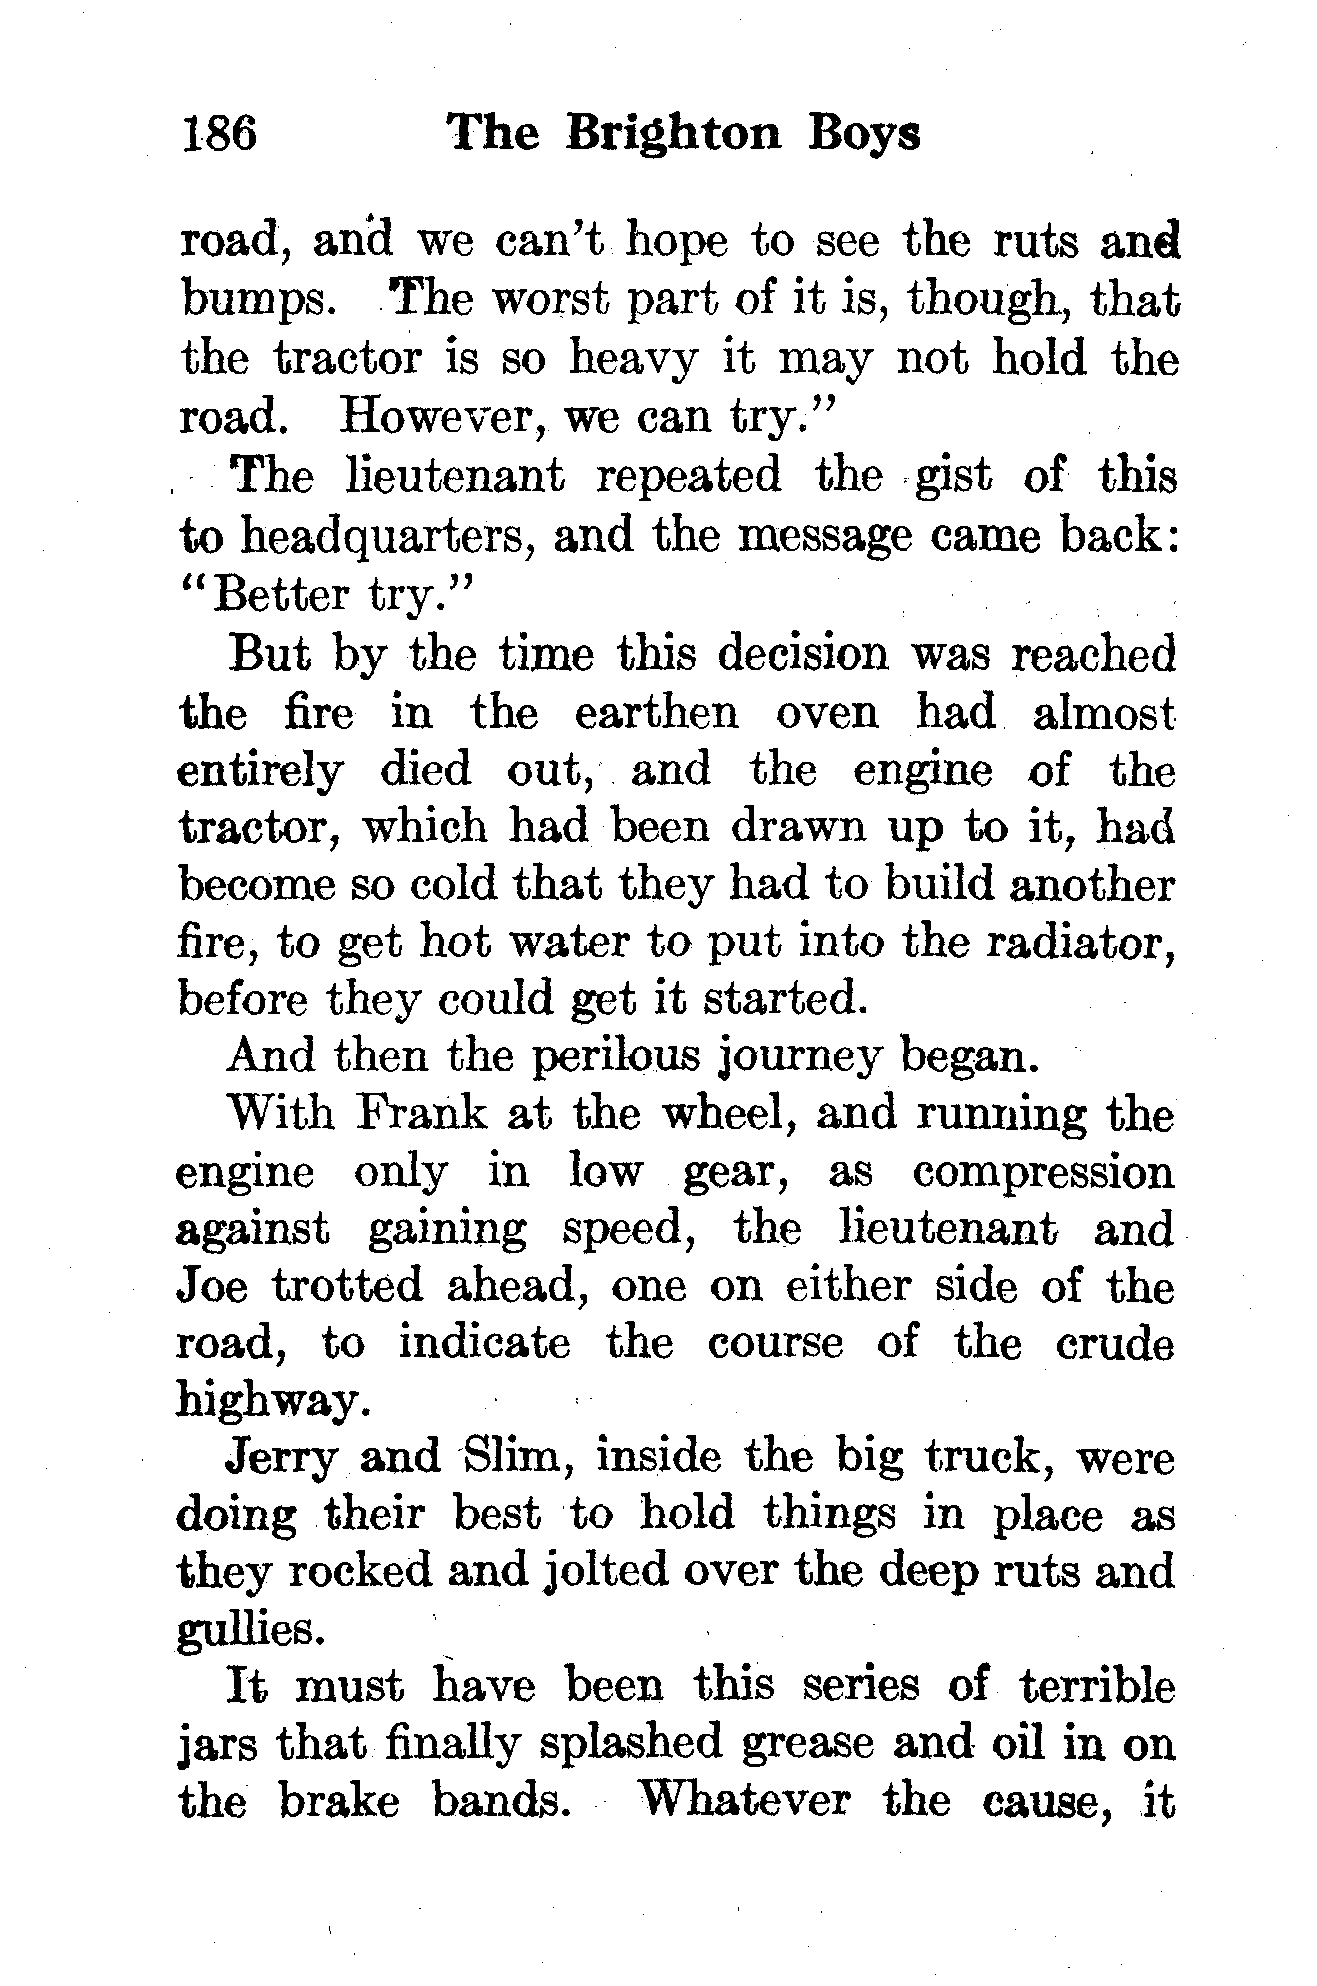 186 The Brighton Boys
road, and we can't hope to see the ruts and
bumps. The worst part of it is, though, that
the tractor is so heavy it may not hold the
road. However, we can try."
The lieutenant repeated the gist of this
to headquarters, and the message came back:
"Better try."
But by the time this decision was reached
the fire in the earthen oven had almost
entirely died out, and the engine of the
tractor, which had been drawn up to it, had
become so cold that they had to build another
fire, to get hot water to put into the radiator,
before they could get it started.
And then the perilous journey began.
With Frank at the wheel, and running the
engine only in low gear, as compression
against gaining speed, the lieutenant and
Joe trotted ahead, one on either side of the
road, to indicate the course of the crude
highway.
Jerry and Slim, inside the big truck, were
doing their best to hold things in place as
they rocked and jolted over the deep ruts and
gullies.
It must have been this series of terrible
jars that finally splashed grease and oil in on
the brake bands. Whatever the cause, it